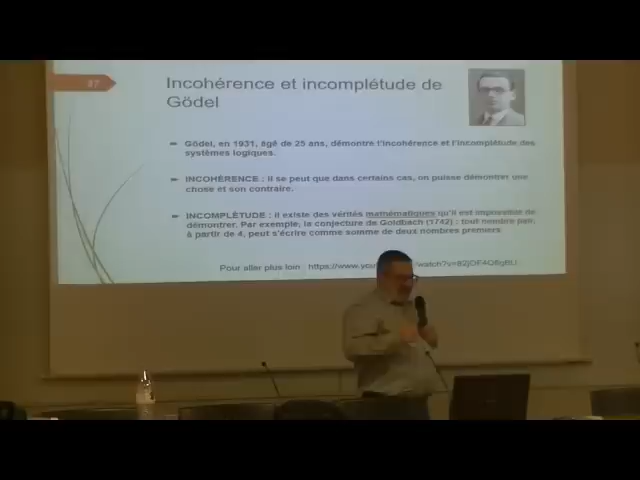 37
Incohérence et incomplétude de
Gödel
Gödel, en 1931, âgé de 25 ans, démontre l'incohérence et l'incomplétude des
systèmes logiques.
INCOHÉRENCE : il se peut que dans certains cas, on puisse démontrer une
chose et son contraire.
INCOMPLÉTUDE : il existe des vérités mathématiques qu'il est impossible de
démontrer. Par exemple, la conjecture de Goldbach (1742) : tout nombre pair,
à partir de 4, peut s'écrire comme somme de deux nombres premiers
Pour aller plus loin : https://www.you